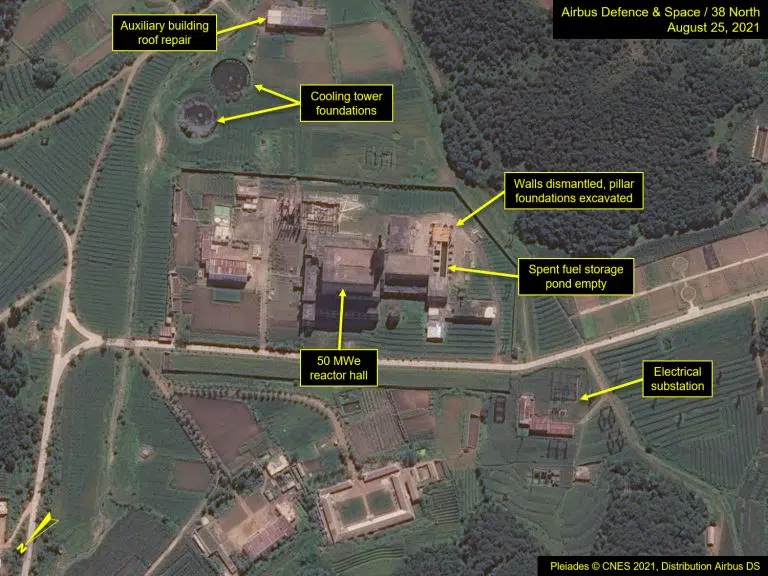 Airbus Defence & Space / 38 North
August 25, 2021
Auxiliary building
roof repair
Cooling tower
foundations
Walls dismantled, pillar
foundations excavated
Spent fuel storage
pond empty
50 MWe
reactor hall
Electrical
substation
N
Pleiades © CNES 2021, Distribution Airbus DS